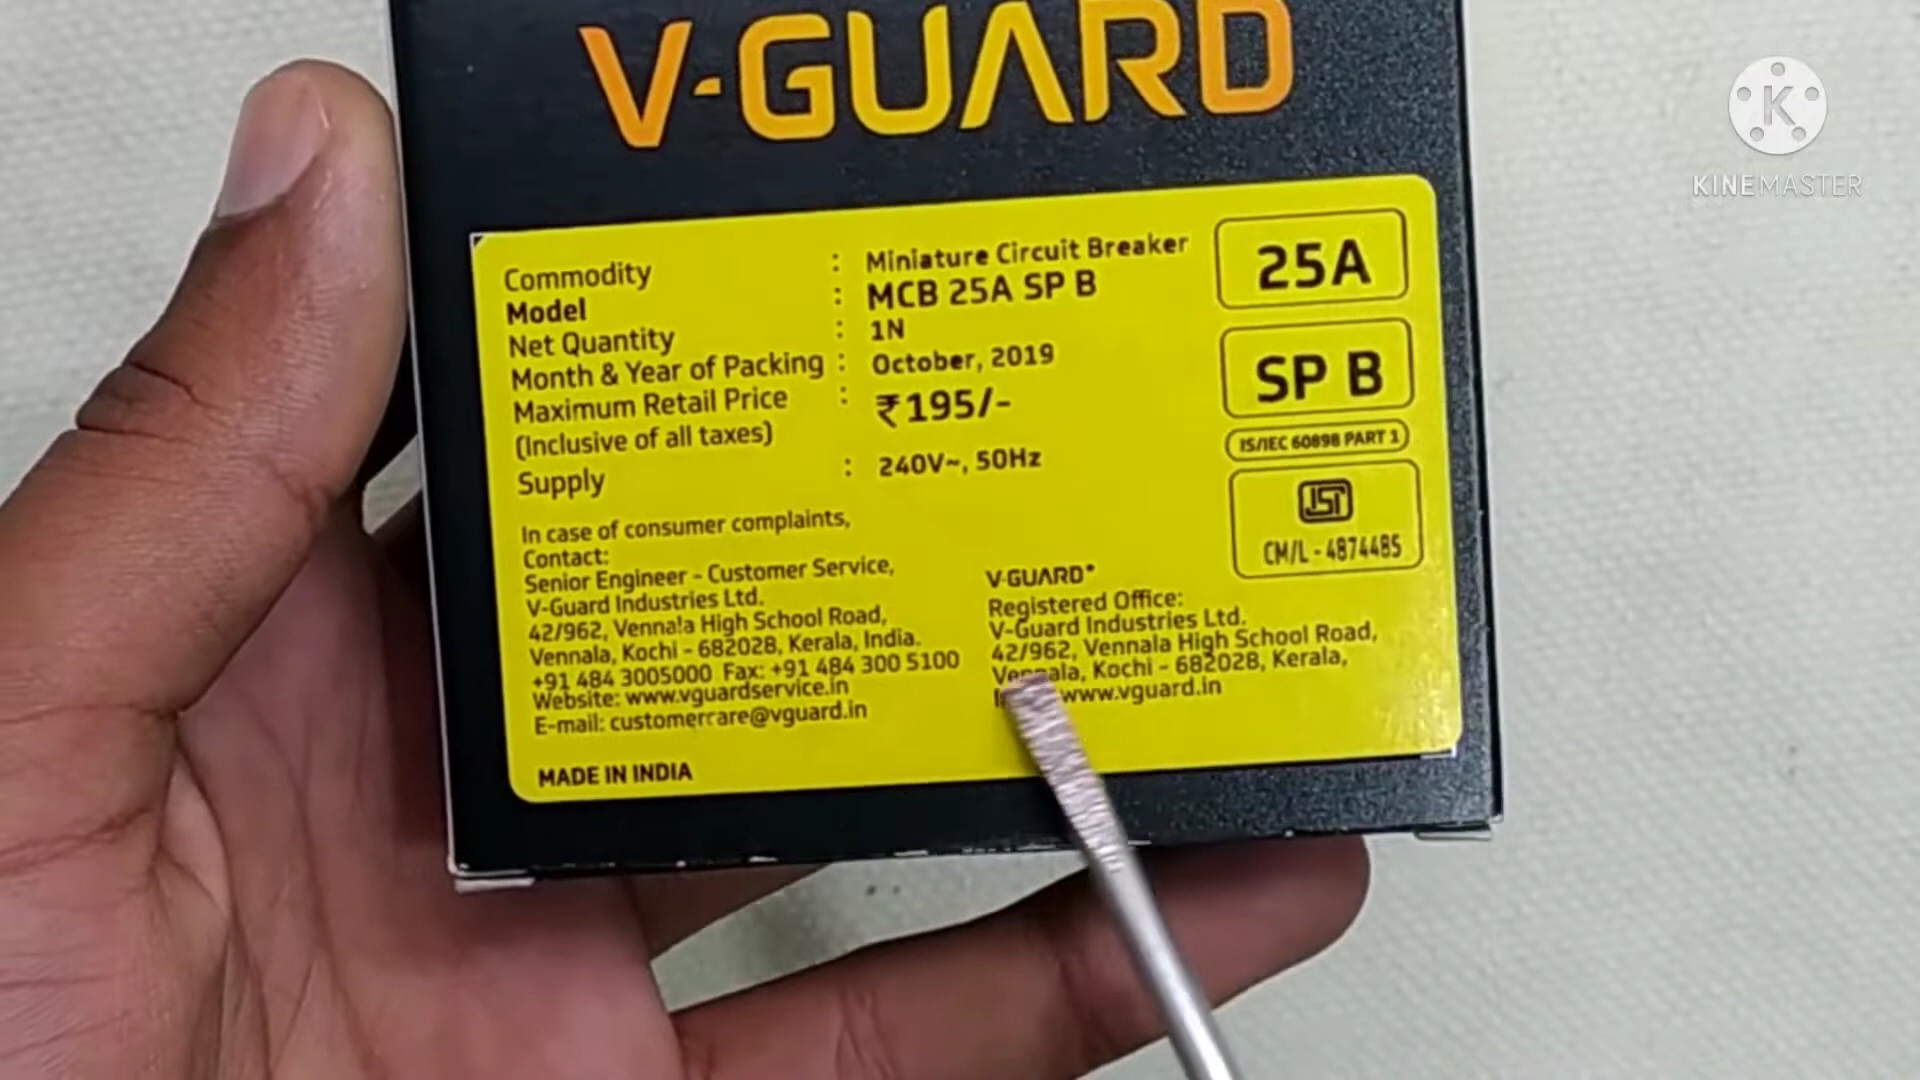 V-GUARD
KINEMASTER
Commodity : Miniature Circuit Breaker
Model : MCB 25A SP B
Net Quantity : 1N
Month & Year of Packing : October, 2019
Maximum Retail Price : ₹195/-
(Inclusive of all taxes)
Supply : 240V~, 50Hz
25A
SP B
IS/IEC 60898 PART 1
ISI
CM/L - 4874485
In case of consumer complaints,
Contact:
Senior Engineer - Customer Service,
V-Guard Industries Ltd.
42/962, Vennala High School Road,
Vennala, Kochi - 682028, Kerala, India.
+91 484 3005000 Fax: +91 484 300 5100
Website: www.vguardservice.in
E-mail: customercare@vguard.in
V-GUARD
Registered Office:
V-Guard Industries Ltd.
42/962, Vennala High School Road,
Vennala, Kochi - 682028, Kerala,
www.vguard.in
MADE IN INDIA